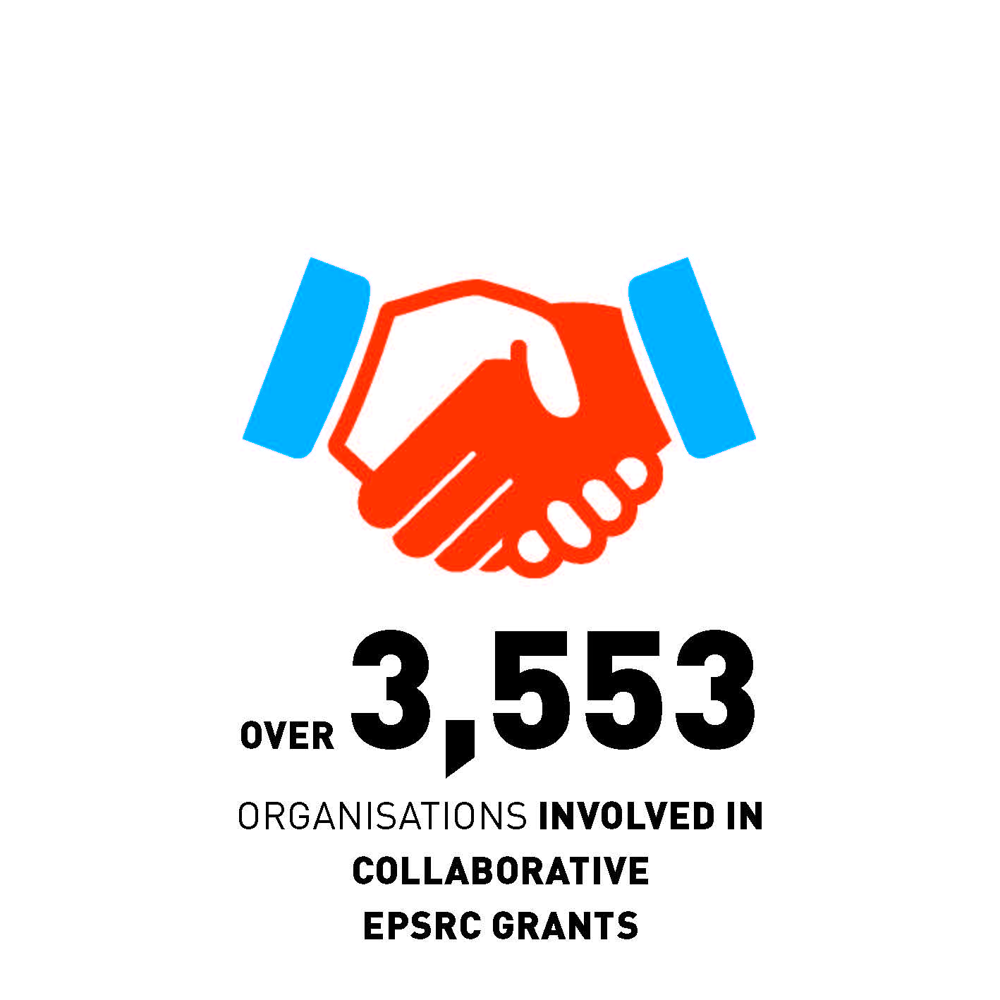 OVER 3,553
ORGANISATIONS INVOLVED IN
COLLABORATIVE
EPSRC GRANTS